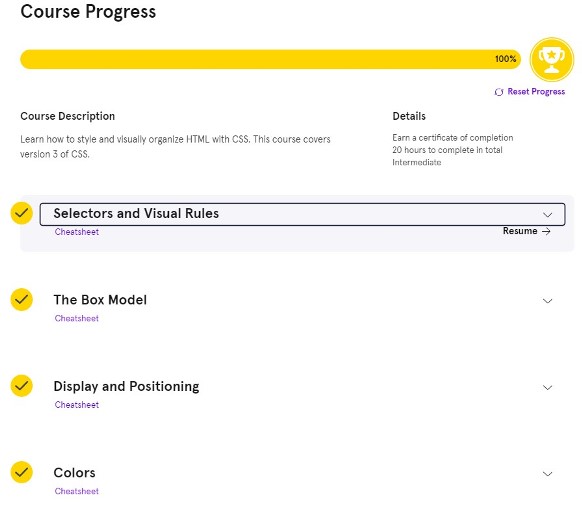 Course Progress
100%
Reset Progress
Course Description
Learn how to style and visually organize HTML with CSS. This course covers
version 3 of CSS.
Details
Earn a certificate of completion
20 hours to complete in total
Intermediate
Selectors and Visual Rules
Cheatsheet
Resume →
The Box Model
Cheatsheet
Display and Positioning
Cheatsheet
Colors
Cheatsheet